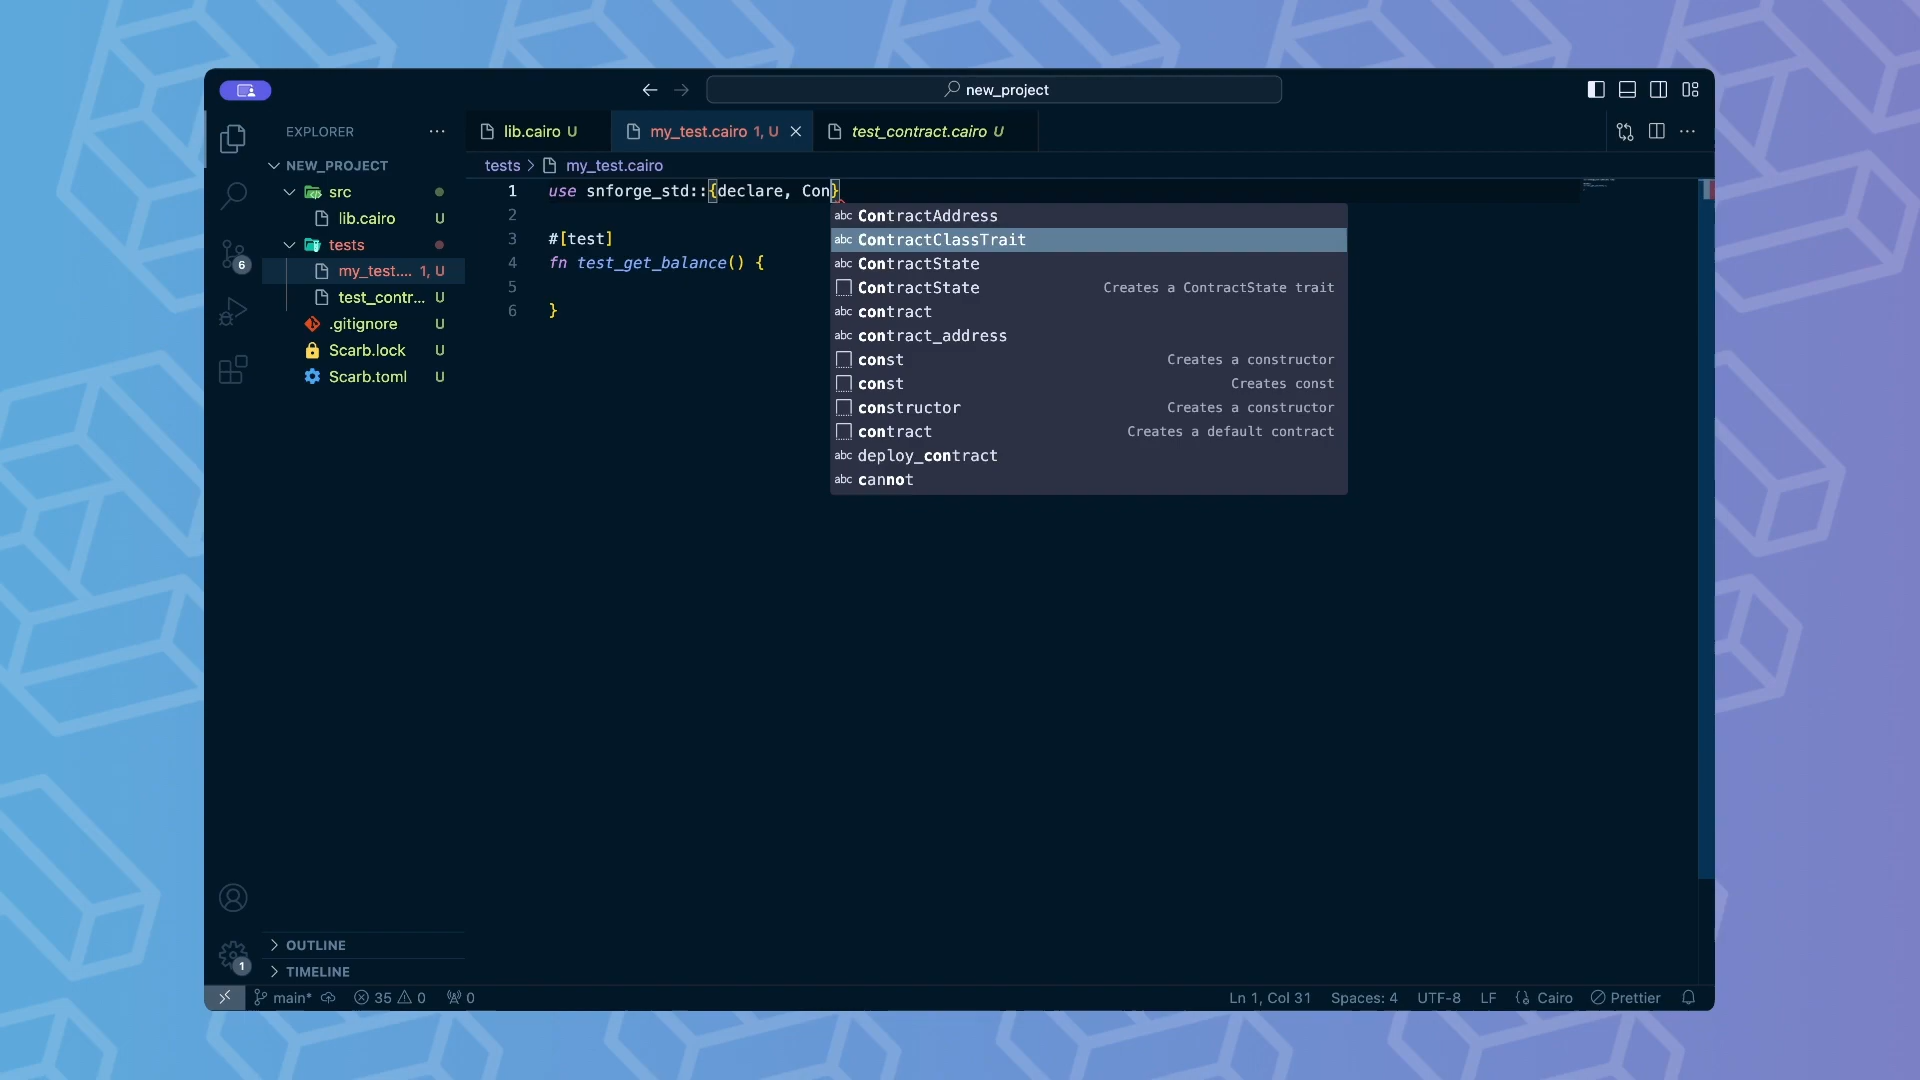 new_project
EXPLORER
NEW_PROJECT
src
lib.cairo U
tests
my_test.... 1, U
test_contr... U
.gitignore U
Scarb.lock U
Scarb.toml U
OUTLINE
TIMELINE
6
1
lib.cairo U
my_test.cairo 1, U
test_contract.cairo U
tests > my_test.cairo
1 use snforge_std::{declare, Con}
2
3 #[test]
4 fn test_get_balance() {
5
6 }
abc ContractAddress
abc ContractClassTrait
abc ContractState
ContractState Creates a ContractState trait
abc contract
abc contract_address
const Creates a constructor
const Creates const
constructor Creates a constructor
contract Creates a default contract
abc deploy_contract
abc cannot
main* 35 0 0
Ln 1, Col 31 Spaces: 4 UTF-8 LF Cairo Prettier